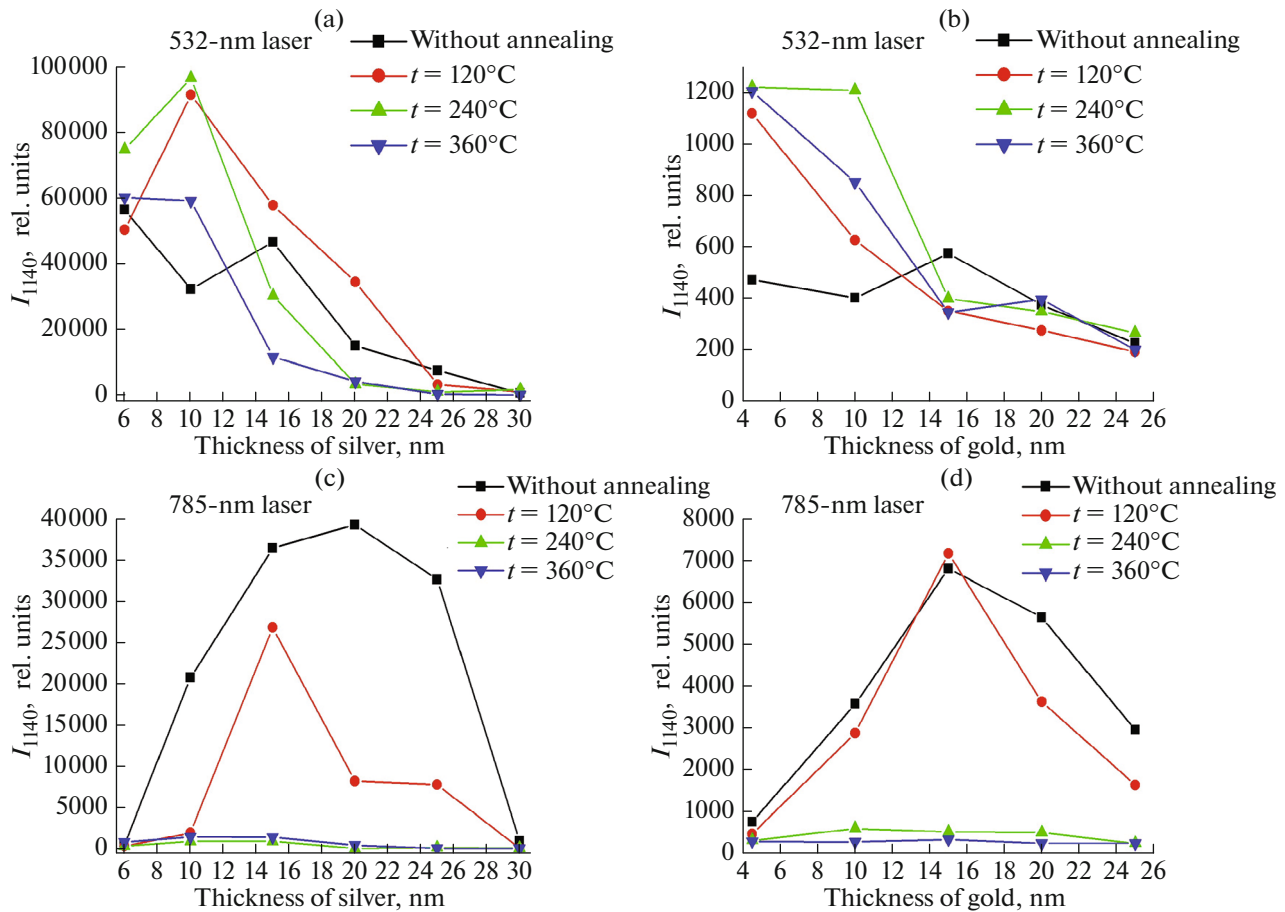 (a)
532-nm laser
Without annealing
t = 120°C
t = 240°C
t = 360°C
100000
80000
60000
40000
20000
0
I1140, rel. units
6 8 10 12 14 16 18 20 22 24 26 28 30
Thickness of silver, nm
(b)
532-nm laser
Without annealing
t = 120°C
t = 240°C
t = 360°C
1200
1000
800
600
400
200
0
I1140, rel. units
4 6 8 10 12 14 16 18 20 22 24 26
Thickness of gold, nm
(c)
785-nm laser
Without annealing
t = 120°C
t = 240°C
t = 360°C
40000
35000
30000
25000
20000
15000
10000
5000
0
I1140, rel. units
6 8 10 12 14 16 18 20 22 24 26 28 30
Thickness of silver, nm
(d)
785-nm laser
Without annealing
t = 120°C
t = 240°C
t = 360°C
8000
7000
6000
5000
4000
3000
2000
1000
0
I1140, rel. units
4 6 8 10 12 14 16 18 20 22 24 26
Thickness of gold, nm